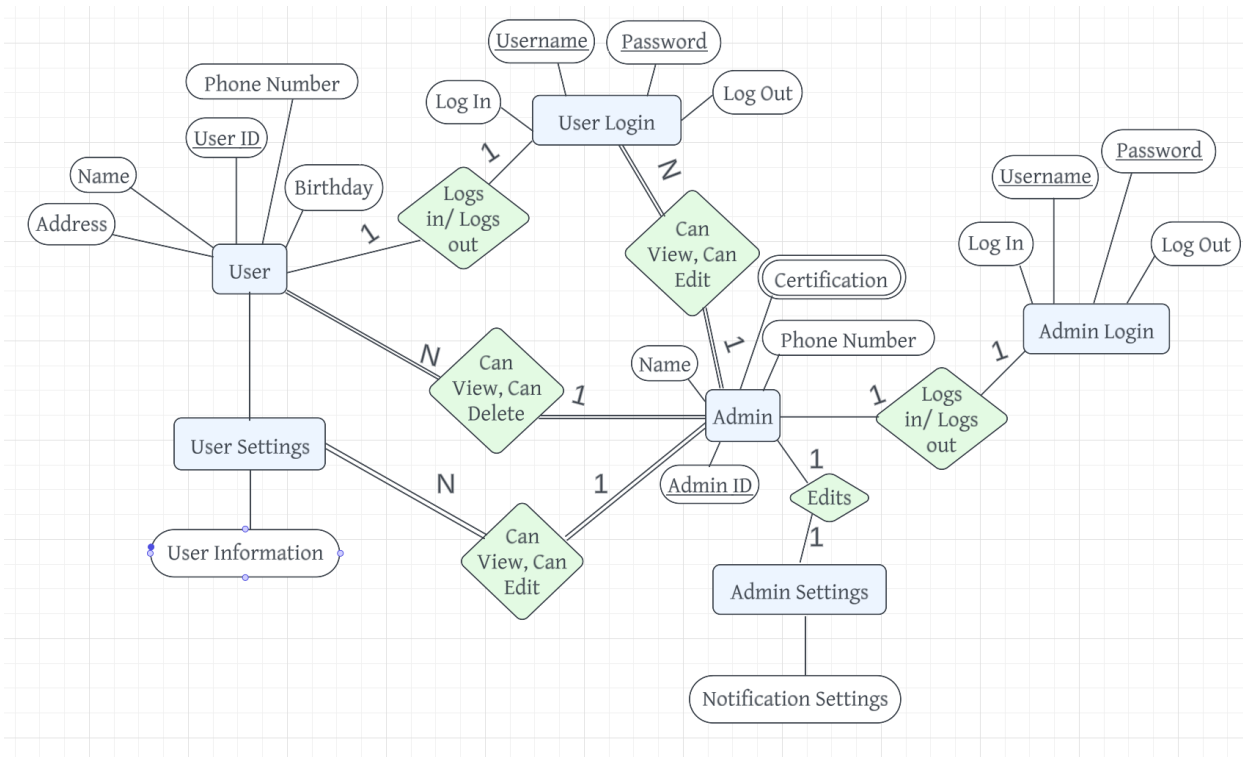 Username
Password
Phone Number
Log In
Log Out
User Login
User ID
1
N
Name
Birthday
Logs
in/ Logs
out
Address
1
User
Can
View, Can
Edit
Certification
1
Phone Number
Name
Username
Password
Log In
Log Out
Admin Login
1
N
Can
View, Can
Delete
1
Admin
1
Logs
in/ Logs
out
User Settings
N
1
Admin ID
1
Edits
1
User Information
Can
View, Can
Edit
Admin Settings
Notification Settings